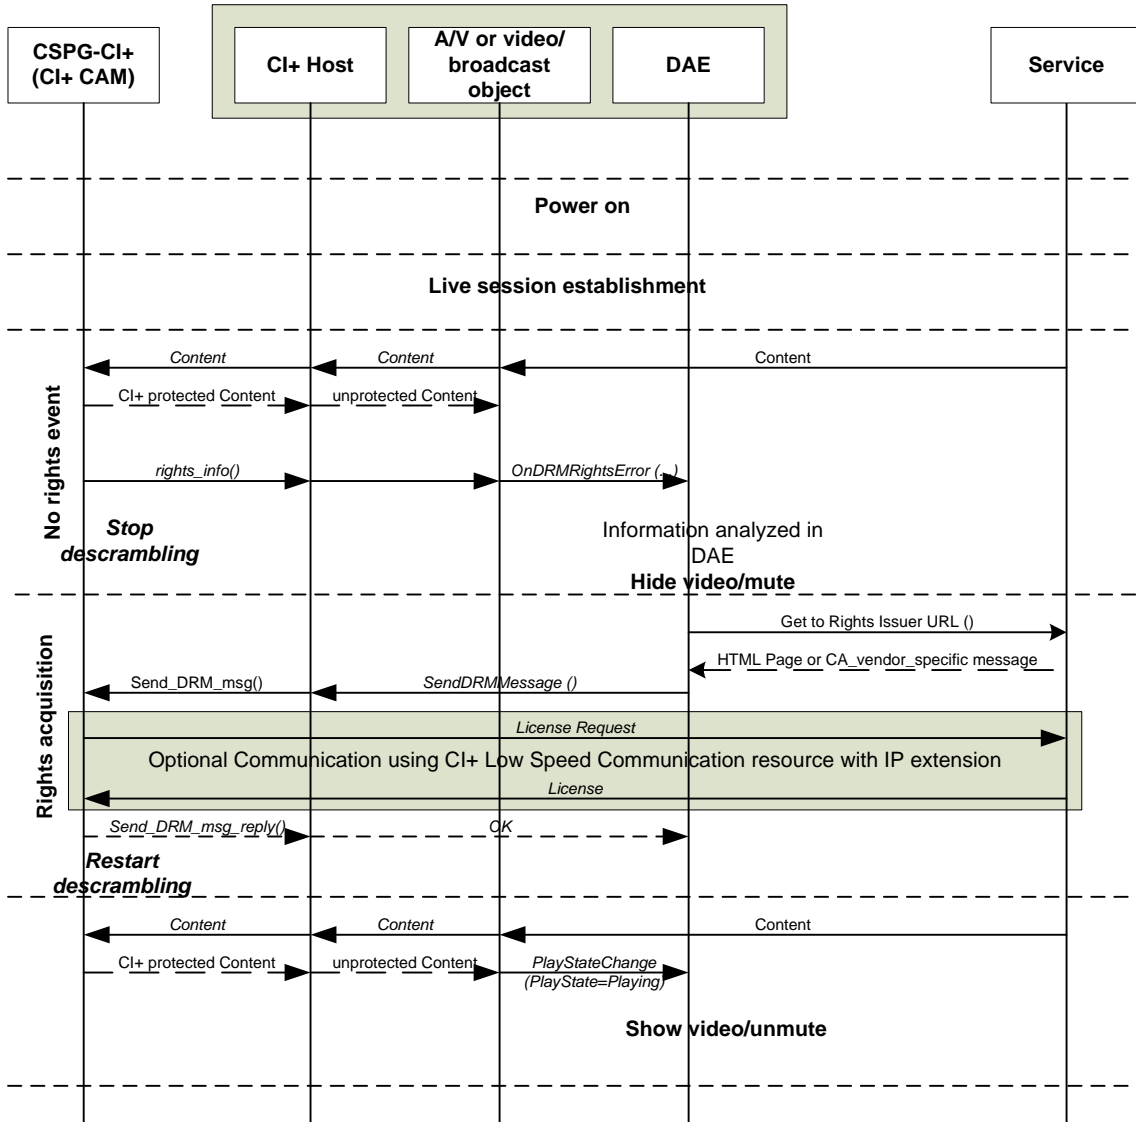 CSPG-CI+
(CI+ CAM)
CI+ Host
A/V or video/
broadcast
object
DAE
Service
Power on
Live session establishment
No rights event
Content
Content
Content
CI+ protected Content
unprotected Content
rights_info()
OnDRMRightsError (...)
Stop
descrambling
Information analyzed in
DAE
Hide video/mute
Rights acquisition
Get to Rights Issuer URL ()
HTML Page or CA_vendor_specific message
Send_DRM_msg()
SendDRMMessage ()
License Request
Optional Communication using CI+ Low Speed Communication resource with IP extension
License
Send_DRM_msg_reply()
OK
Restart
descrambling
Content
Content
Content
CI+ protected Content
unprotected Content
PlayStateChange
(PlayState=Playing)
Show video/unmute